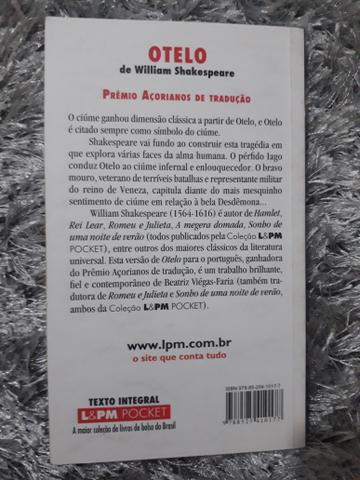 OTELO
de William Shakespeare
PRÊMIO AÇORIANOS DE TRADUÇÃO
O ciúme ganhou dimensão clássica a partir de Otelo, e Otelo
é citado sempre como símbolo do ciúme.
Shakespeare vai fundo ao construir esta tragédia em
que explora várias faces da alma humana. O pérfido Iago
conduz Otelo ao ciúme infernal e enlouquecedor. O bravo
mouro, veterano de terríveis batalhas e representante militar
do reino de Veneza, capitula diante do mais mesquinho
sentimento de ciúme em relação à bela Desdêmona...
William Shakespeare (1564-1616) é autor de Hamlet,
Rei Lear, Romeu e Julieta, A megera domada, Sonho de
uma noite de verão (todos publicados pela Coleção L&PM
POCKET), entre outros dos maiores clássicos da literatura
universal. Esta versão de Otelo para o português, ganhadora
do Prêmio Açorianos de tradução, é um trabalho brilhante,
fiel e contemporâneo de Beatriz Viégas-Faria (também tra-
dutora de Romeu e Julieta e Sonho de uma noite de verão,
ambos da Coleção L&PM POCKET).
www.lpm.com.br
o site que conta tudo
TEXTO INTEGRAL
L&PM POCKET
A maior coleção de livros de bolso do Brasil
ISBN 978-85-254-1017-7
9788525410177